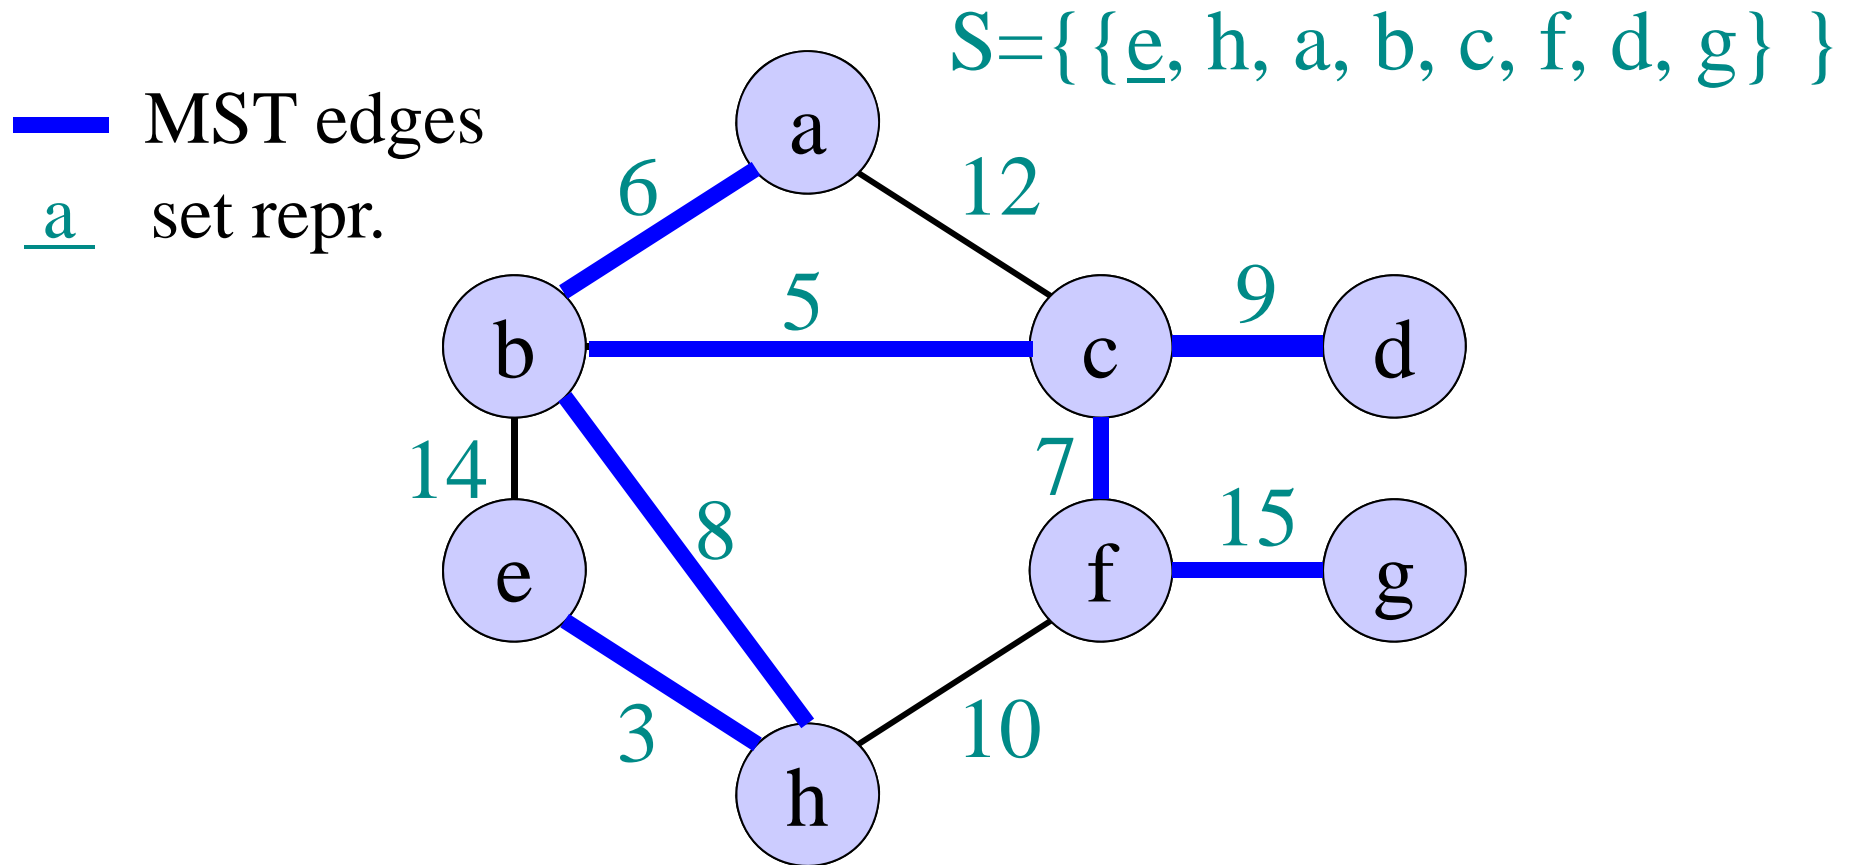 S={ {e, h, a, b, c, f, d, g} }
MST edges
a set repr.
a
6
12
5
9
b
c
d
14
7
8
15
e
f
g
3
10
h